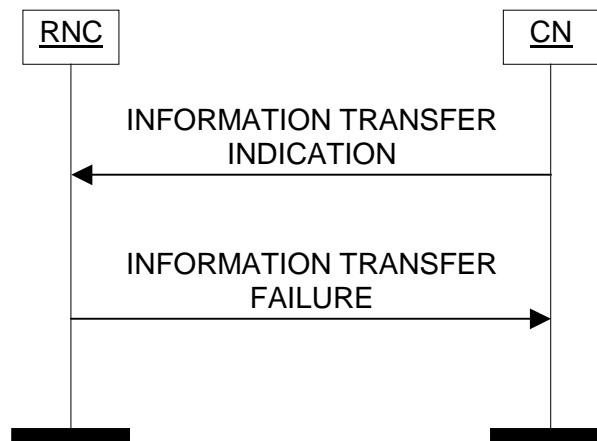 RNC
CN
INFORMATION TRANSFER
INDICATION
INFORMATION TRANSFER
FAILURE